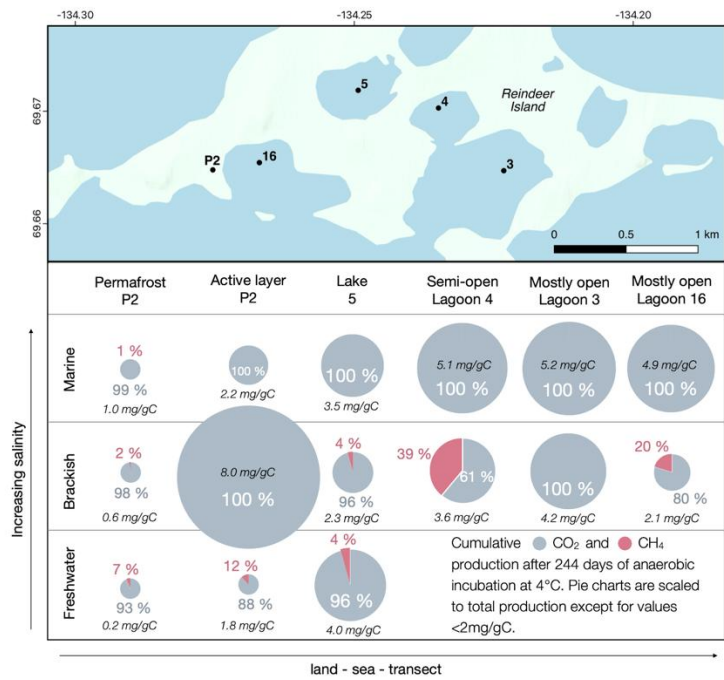 -134.30
-134.25
-134.20
69.67
69.66
5
4
Reindeer
Island
P2
16
3
0
0.5
1 km
Permafrost
P2
Active layer
P2
Lake
5
Semi-open
Lagoon 4
Mostly open
Lagoon 3
Mostly open
Lagoon 16
Increasing salinity
Marine
1 %
99 %
1.0 mg/gC
100 %
2.2 mg/gC
100 %
3.5 mg/gC
5.1 mg/gC
100 %
5.2 mg/gC
100 %
4.9 mg/gC
100 %
Brackish
2 %
98 %
0.6 mg/gC
8.0 mg/gC
100 %
4 %
96 %
2.3 mg/gC
39 %
61 %
3.6 mg/gC
100 %
4.2 mg/gC
20 %
80 %
2.1 mg/gC
Freshwater
7 %
93 %
0.2 mg/gC
12 %
88 %
1.8 mg/gC
4 %
96 %
4.0 mg/gC
Cumulative CO₂ and CH₄
production after 244 days of anaerobic
incubation at 4°C. Pie charts are scaled
to total production except for values
<2mg/gC.
land - sea - transect